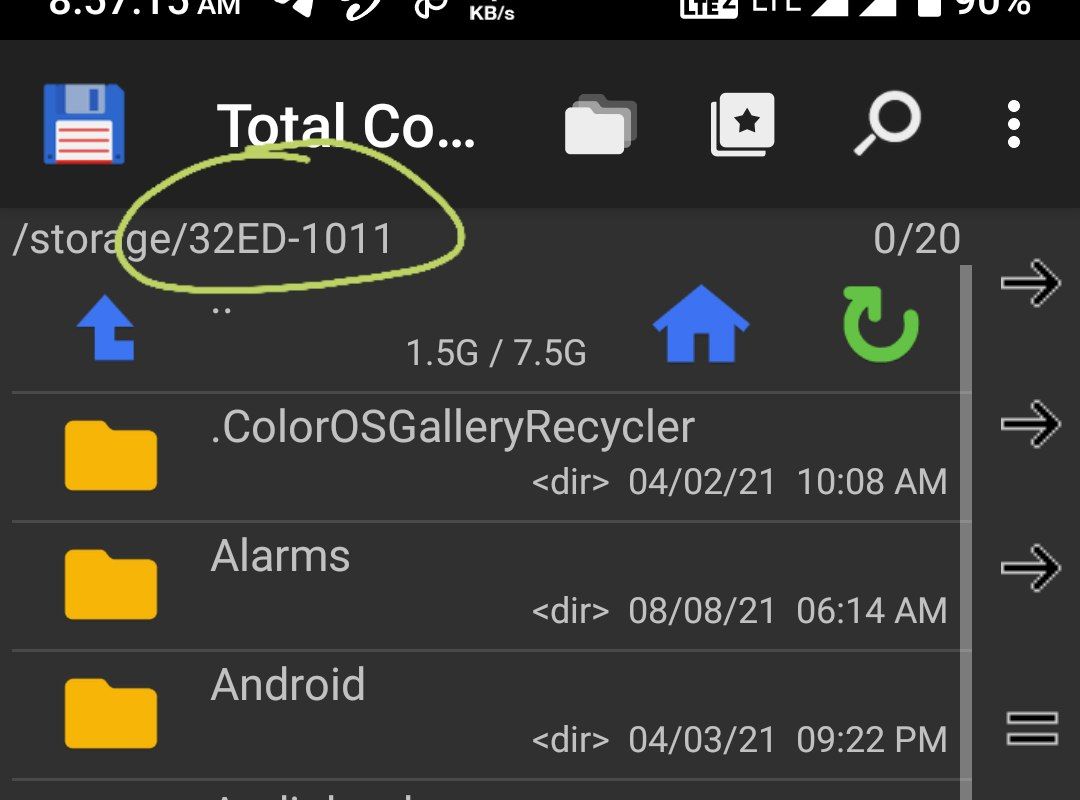 8:57:15 AM KB/s LTE2 LTE 90%
Total Co...
/storage/32ED-1011 0/20
..
1.5G / 7.5G
.ColorOSGalleryRecycler
<dir> 04/02/21 10:08 AM
Alarms
<dir> 08/08/21 06:14 AM
Android
<dir> 04/03/21 09:22 PM